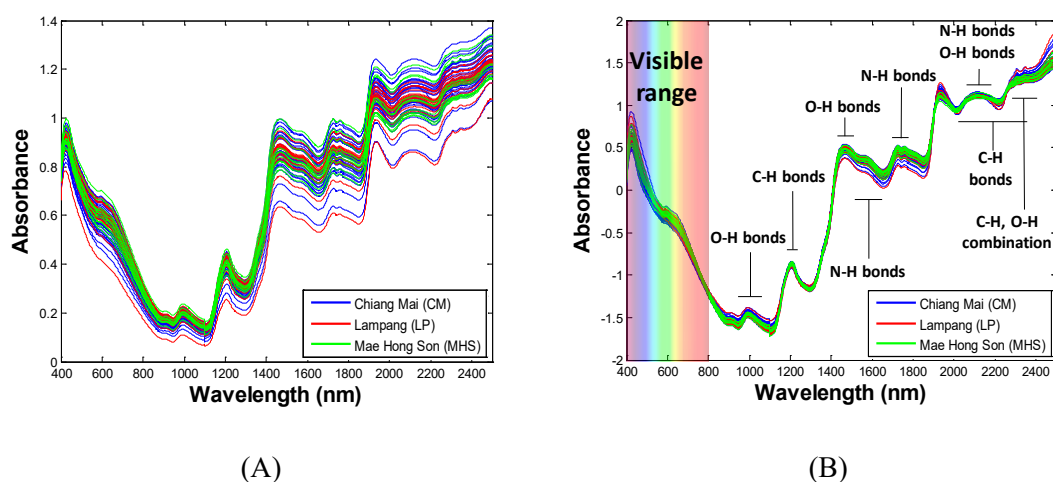 1.4
1.2
1
0.8
0.6
0.4
0.2
0
Absorbance
400 600 800 1000 1200 1400 1600 1800 2000 2200 2400
Wavelength (nm)
Chiang Mai (CM)
Lampang (LP)
Mae Hong Son (MHS)
(A)
2
1.5
1
0.5
0
-0.5
-1
-1.5
-2
Absorbance
400 600 800 1000 1200 1400 1600 1800 2000 2200 2400
Wavelength (nm)
Visible
range
O-H bonds
C-H bonds
O-H bonds
N-H bonds
N-H bonds
N-H bonds
O-H bonds
C-H
bonds
C-H, O-H
combination
Chiang Mai (CM)
Lampang (LP)
Mae Hong Son (MHS)
(B)